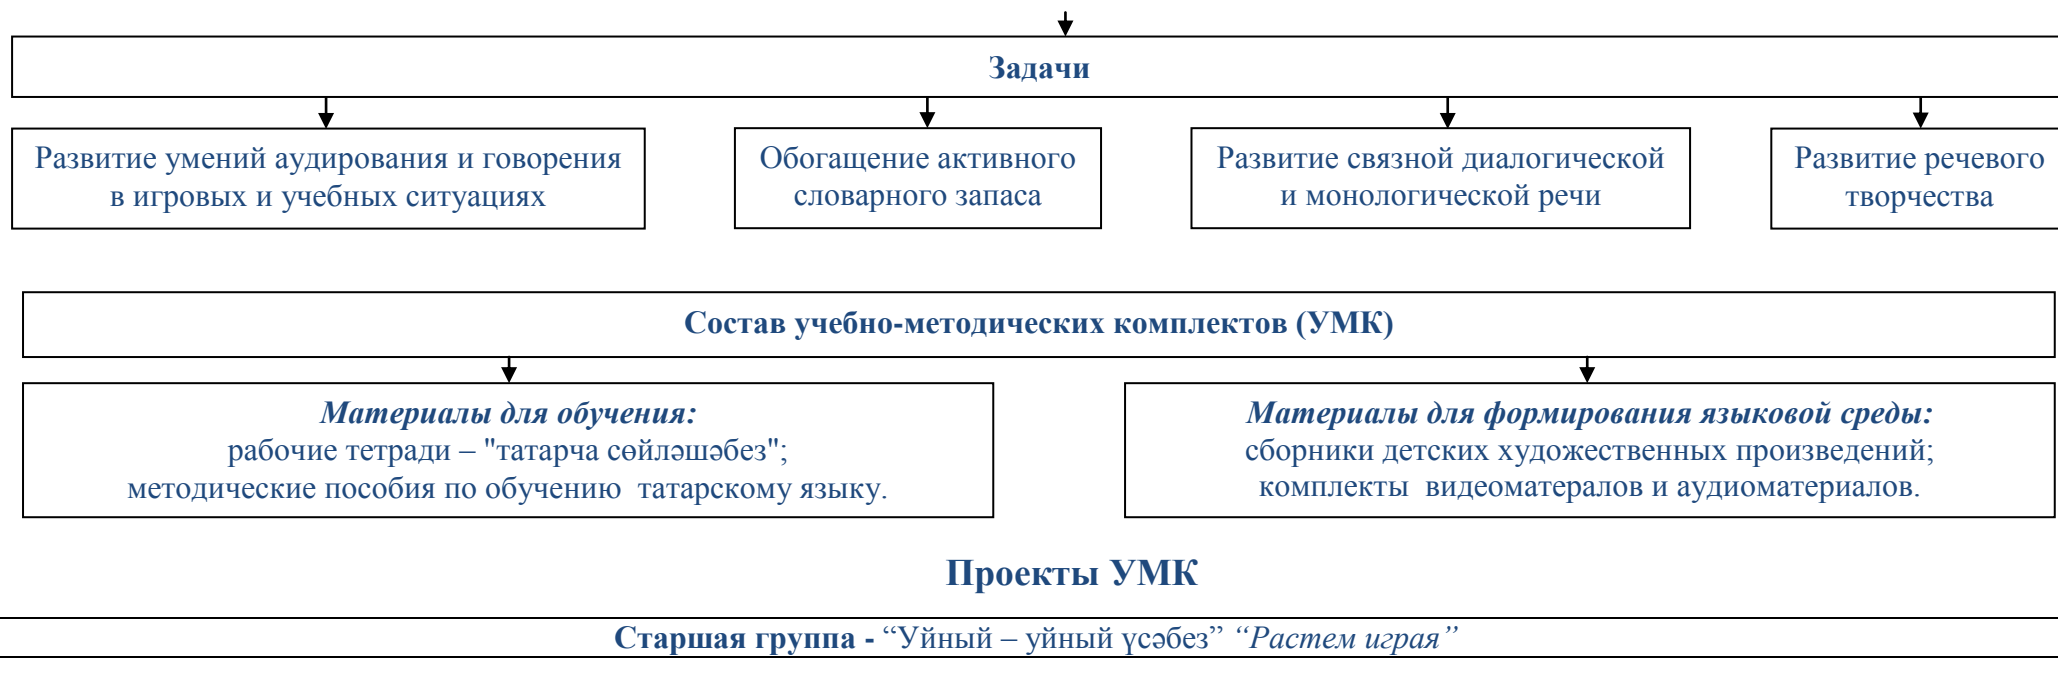 Задачи
Развитие умений аудирования и говорения
в игровых и учебных ситуациях
Обогащение активного
словарного запаса
Развитие связной диалогической
и монологической речи
Развитие речевого
творчества
Состав учебно-методических комплектов (УМК)
Материалы для обучения:
рабочие тетради – "татарча сөйләшәбез";
методические пособия по обучению татарскому языку.
Материалы для формирования языковой среды:
сборники детских художественных произведений;
комплекты видеоматералов и аудиоматериалов.
Проекты УМК
Старшая группа - “Уйный – уйный үсәбез” “Растем играя”